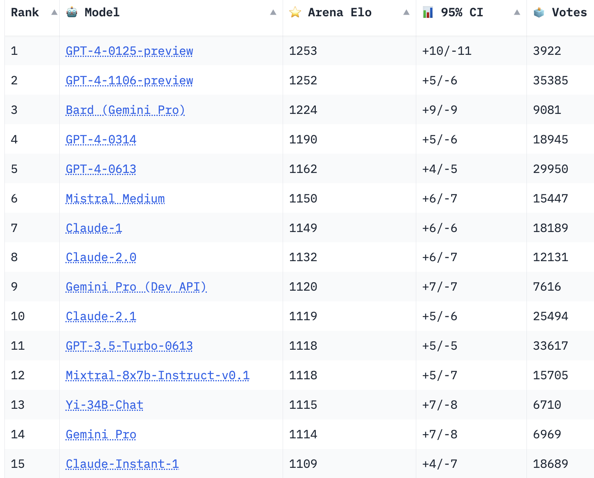 Rank ▲ 🤖 Model ▲ ⭐ Arena Elo ▲ 📊 95% CI ▲ 🗳️ Votes
1 GPT-4-0125-preview 1253 +10/-11 3922
2 GPT-4-1106-preview 1252 +5/-6 35385
3 Bard (Gemini Pro) 1224 +9/-9 9081
4 GPT-4-0314 1190 +5/-6 18945
5 GPT-4-0613 1162 +4/-5 29950
6 Mistral Medium 1150 +6/-7 15447
7 Claude-1 1149 +6/-6 18189
8 Claude-2.0 1132 +6/-7 12131
9 Gemini Pro (Dev API) 1120 +7/-7 7616
10 Claude-2.1 1119 +5/-6 25494
11 GPT-3.5-Turbo-0613 1118 +5/-5 33617
12 Mixtral-8x7b-Instruct-v0.1 1118 +5/-7 15705
13 Yi-34B-Chat 1115 +7/-8 6710
14 Gemini Pro 1114 +7/-8 6969
15 Claude-Instant-1 1109 +4/-7 18689